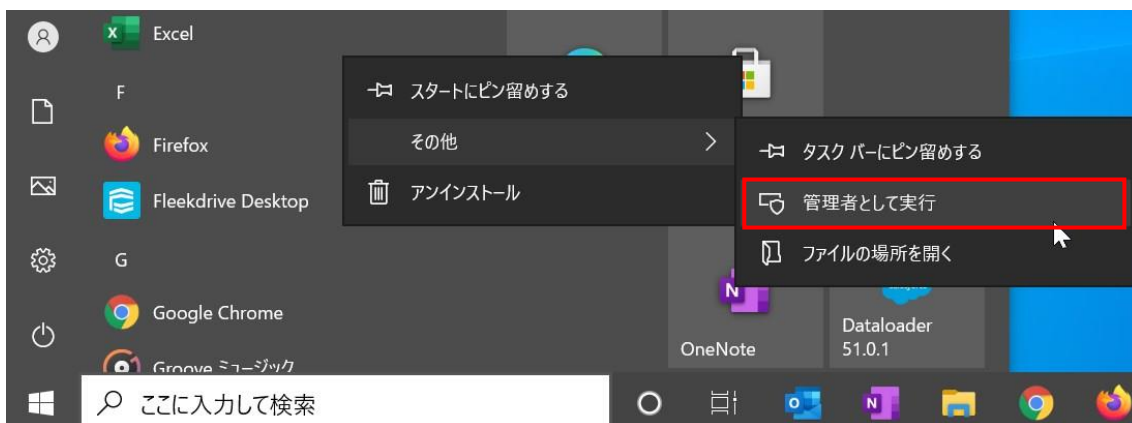 Excel
F
Firefox
Fleekdrive Desktop
G
Google Chrome
Groove ミュージック
スタートにピン留めする
その他
アンインストール
タスク バーにピン留めする
管理者として実行
ファイルの場所を開く
OneNote
Dataloader
51.0.1
ここに入力して検索